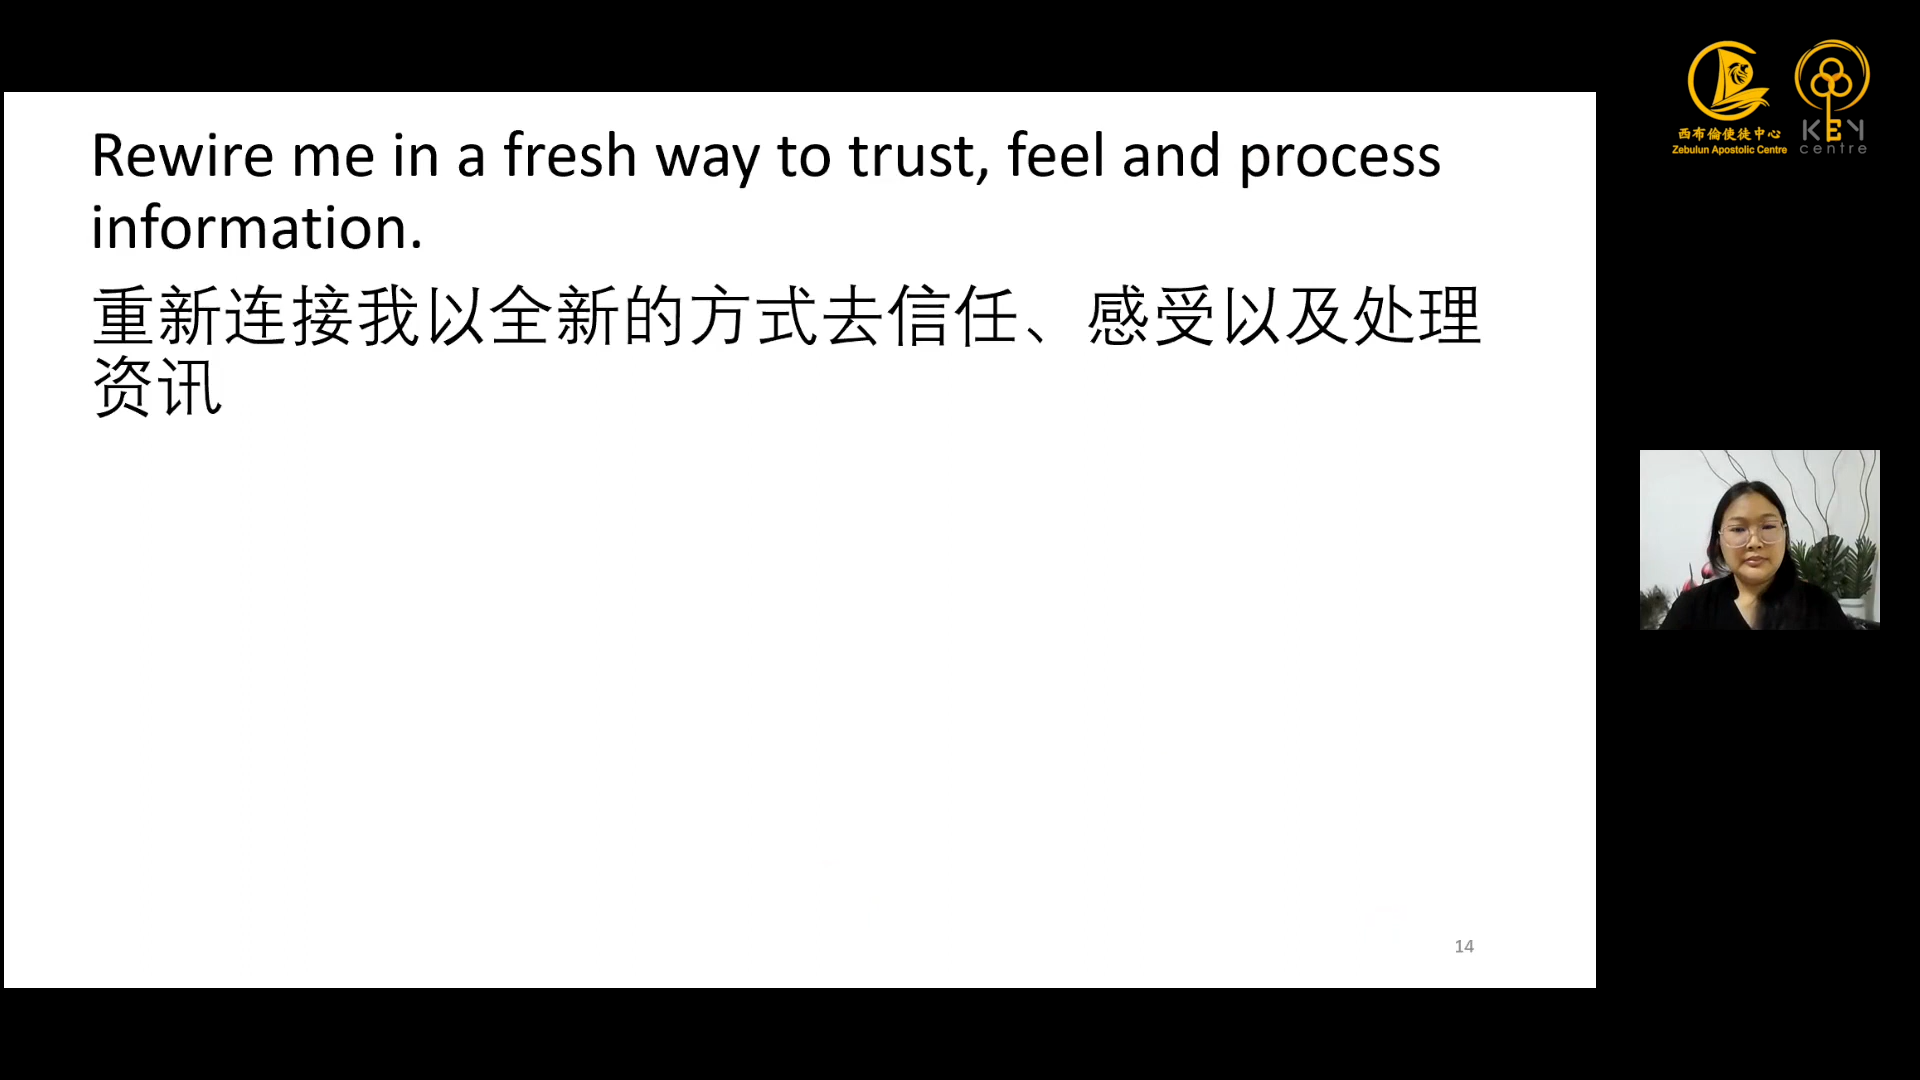 Rewire me in a fresh way to trust, feel and process
information.
重新连接我以全新的方式去信任、感受以及处理
资讯
14
西布倫使徒中心
Zebulun Apostolic Centre
KEY
centre